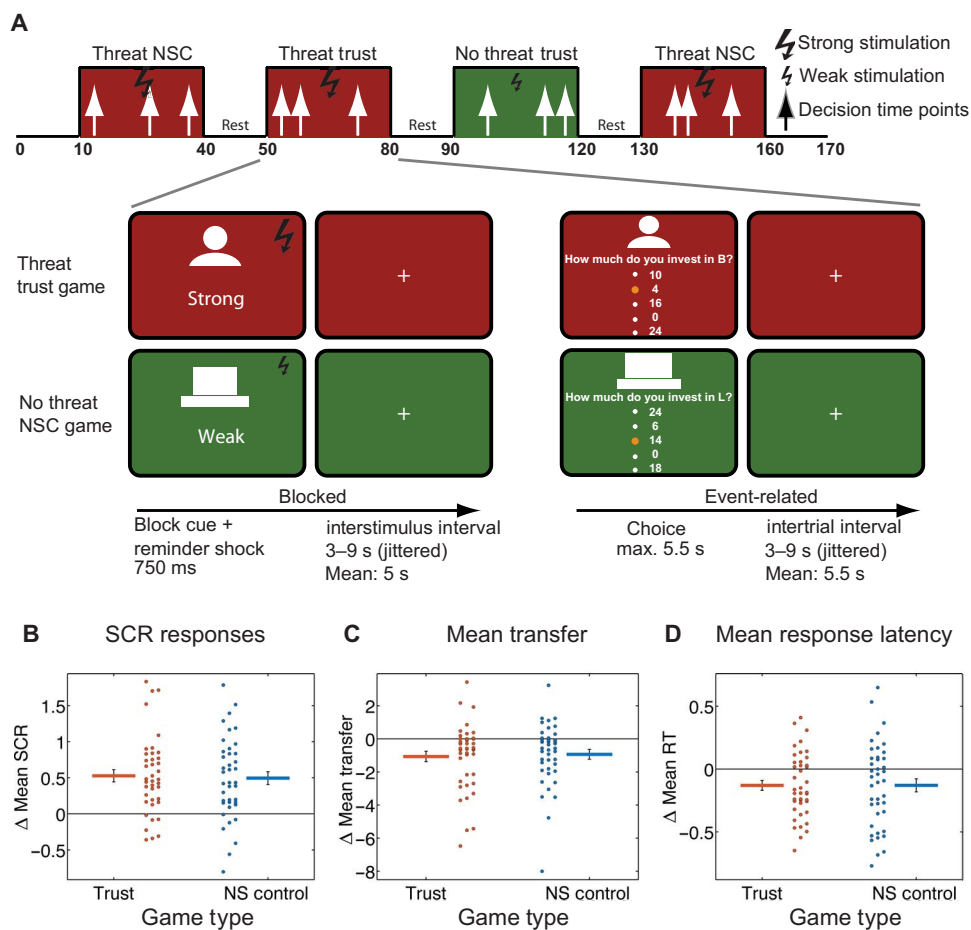 A
Threat NSC
Threat trust
No threat trust
Threat NSC
Strong stimulation
Weak stimulation
Decision time points
Rest
Rest
Rest
0
10
40
50
80
90
120
130
160
170
Threat
trust game
Strong
+
How much do you invest in B?
10
4
16
0
24
+
No threat
NSC game
Weak
+
How much do you invest in L?
24
6
14
0
18
+
Blocked
Event-related
Block cue +
reminder shock
750 ms
interstimulus interval
3–9 s (jittered)
Mean: 5 s
Choice
max. 5.5 s
intertrial interval
3–9 s (jittered)
Mean: 5.5 s
B
SCR responses
Δ Mean SCR
1.5
1
0.5
0
−0.5
Trust
NS control
Game type
C
Mean transfer
Δ Mean transfer
2
0
−2
−4
−6
−8
Trust
NS control
Game type
D
Mean response latency
Δ Mean RT
0.5
0
−0.5
Trust
NS control
Game type